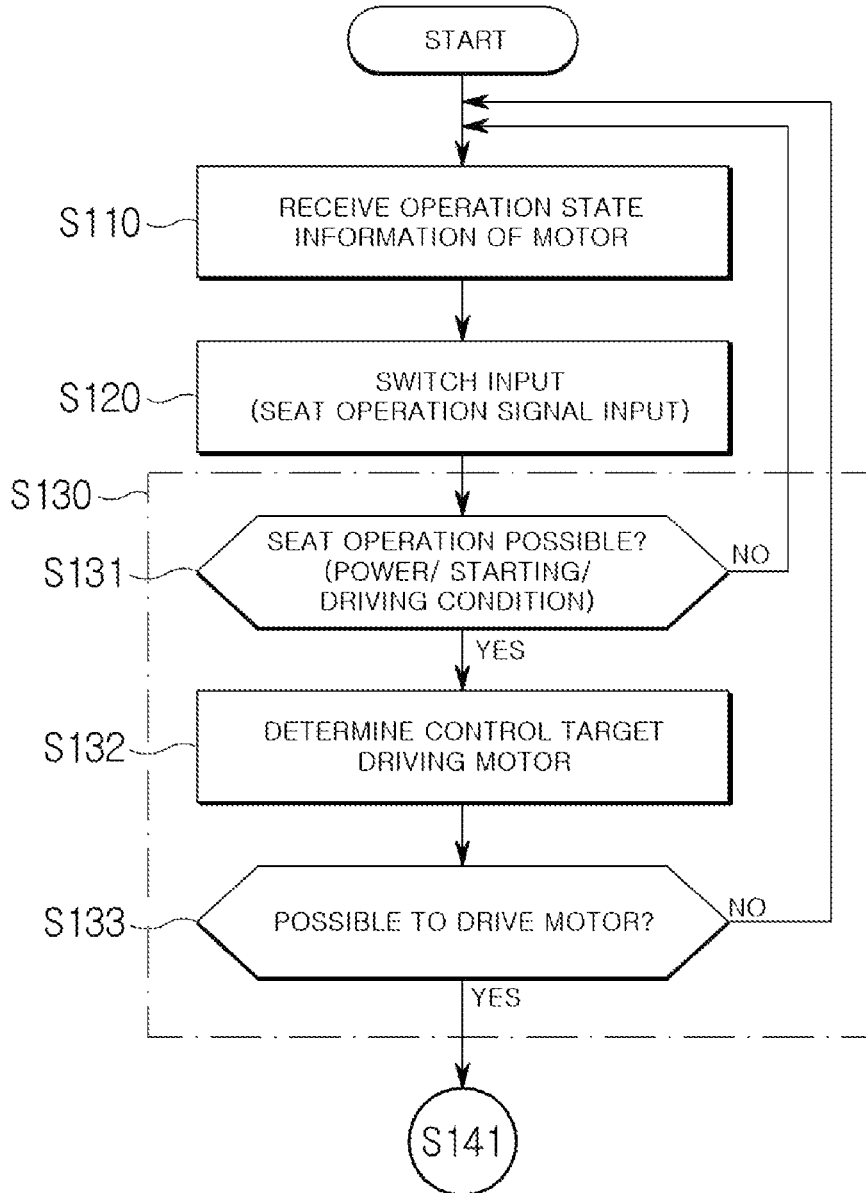 START
S110
RECEIVE OPERATION STATE
INFORMATION OF MOTOR
S120
SWITCH INPUT
(SEAT OPERATION SIGNAL INPUT)
S130
S131
SEAT OPERATION POSSIBLE?
(POWER/ STARTING/
DRIVING CONDITION)
NO
YES
S132
DETERMINE CONTROL TARGET
DRIVING MOTOR
S133
POSSIBLE TO DRIVE MOTOR?
NO
YES
S141